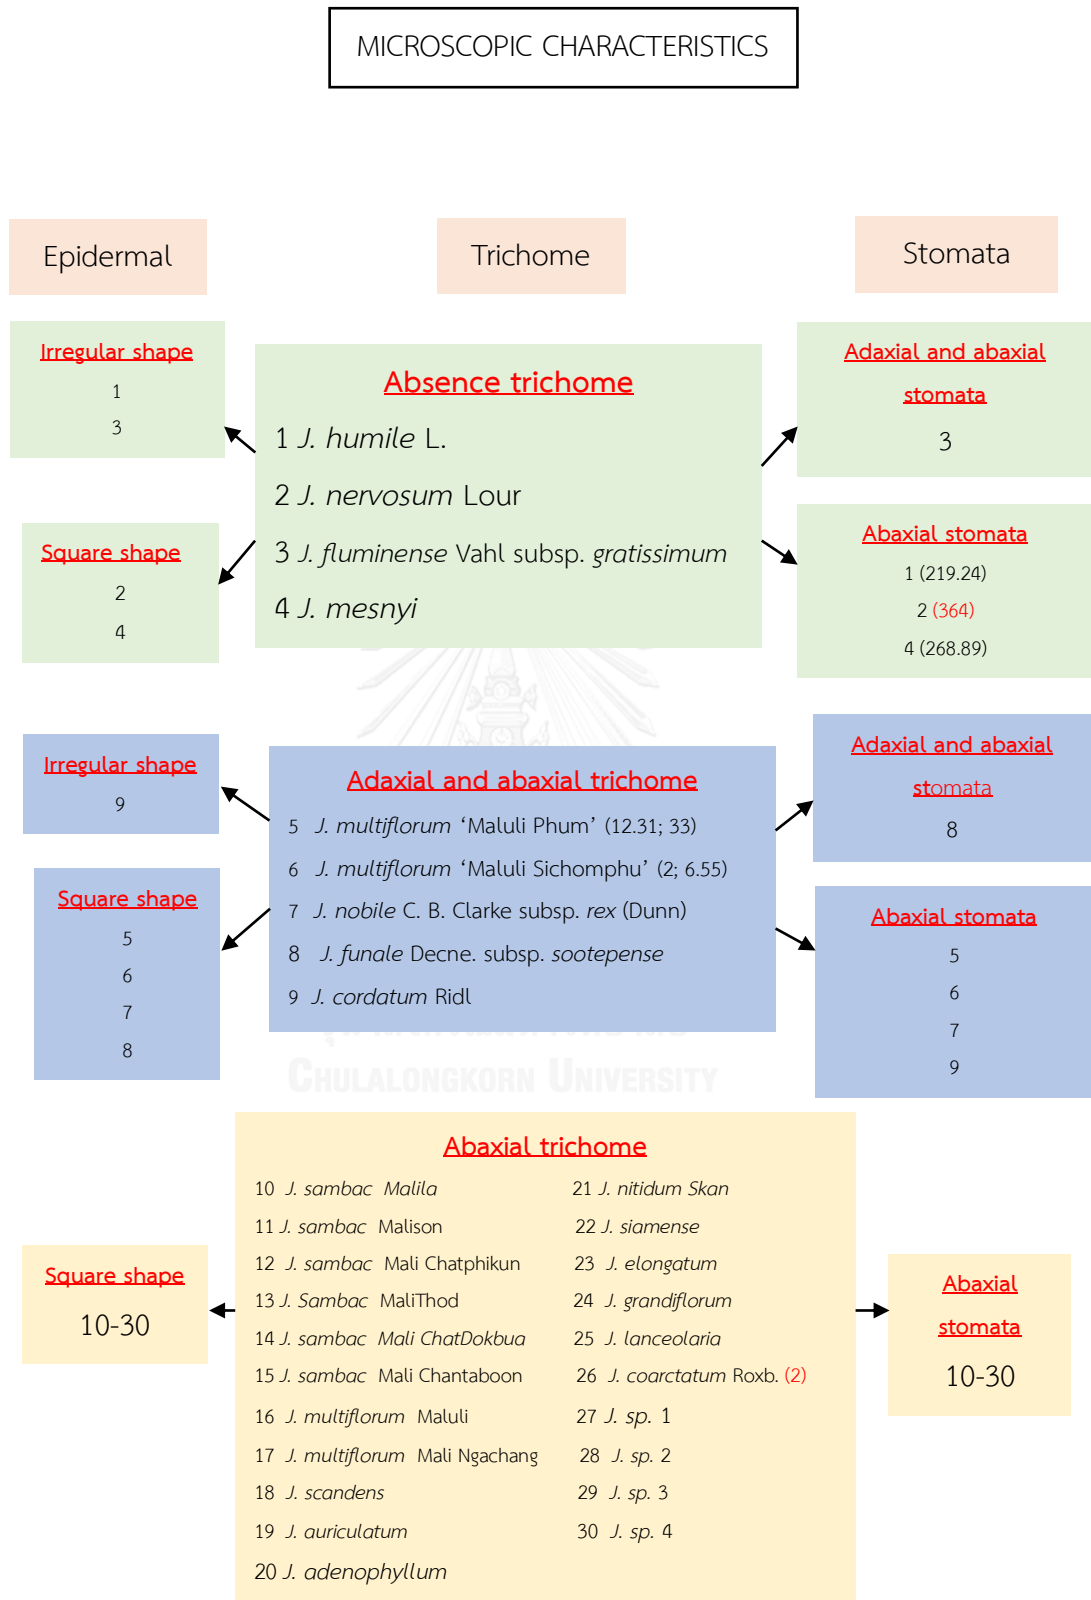 MICROSCOPIC CHARACTERISTICS
Epidermal
Trichome
Stomata
Irregular shape
1
3
Square shape
2
4
Absence trichome
1 J. humile L.
2 J. nervosum Lour
3 J. fluminense Vahl subsp. gratissimum
4 J. mesnyi
Adaxial and abaxial
stomata
3
Abaxial stomata
1 (219.24)
2 (364)
4 (268.89)
Irregular shape
9
Square shape
5
6
7
8
Adaxial and abaxial trichome
5 J. multiflorum ‘Maluli Phum’ (12.31; 33)
6 J. multiflorum ‘Maluli Sichomphu’ (2; 6.55)
7 J. nobile C. B. Clarke subsp. rex (Dunn)
8 J. funale Decne. subsp. sootepense
9 J. cordatum Ridl
Adaxial and abaxial
stomata
8
Abaxial stomata
5
6
7
9
CHULALONGKORN UNIVERSITY
Square shape
10-30
Abaxial trichome
10 J. sambac Malila
11 J. sambac Malison
12 J. sambac Mali Chatphikun
13 J. Sambac MaliThod
14 J. sambac Mali ChatDokbua
15 J. sambac Mali Chantaboon
16 J. multiflorum Maluli
17 J. multiflorum Mali Ngachang
18 J. scandens
19 J. auriculatum
20 J. adenophyllum
21 J. nitidum Skan
22 J. siamense
23 J. elongatum
24 J. grandiflorum
25 J. lanceolaria
26 J. coarctatum Roxb. (2)
27 J. sp. 1
28 J. sp. 2
29 J. sp. 3
30 J. sp. 4
Abaxial
stomata
10-30